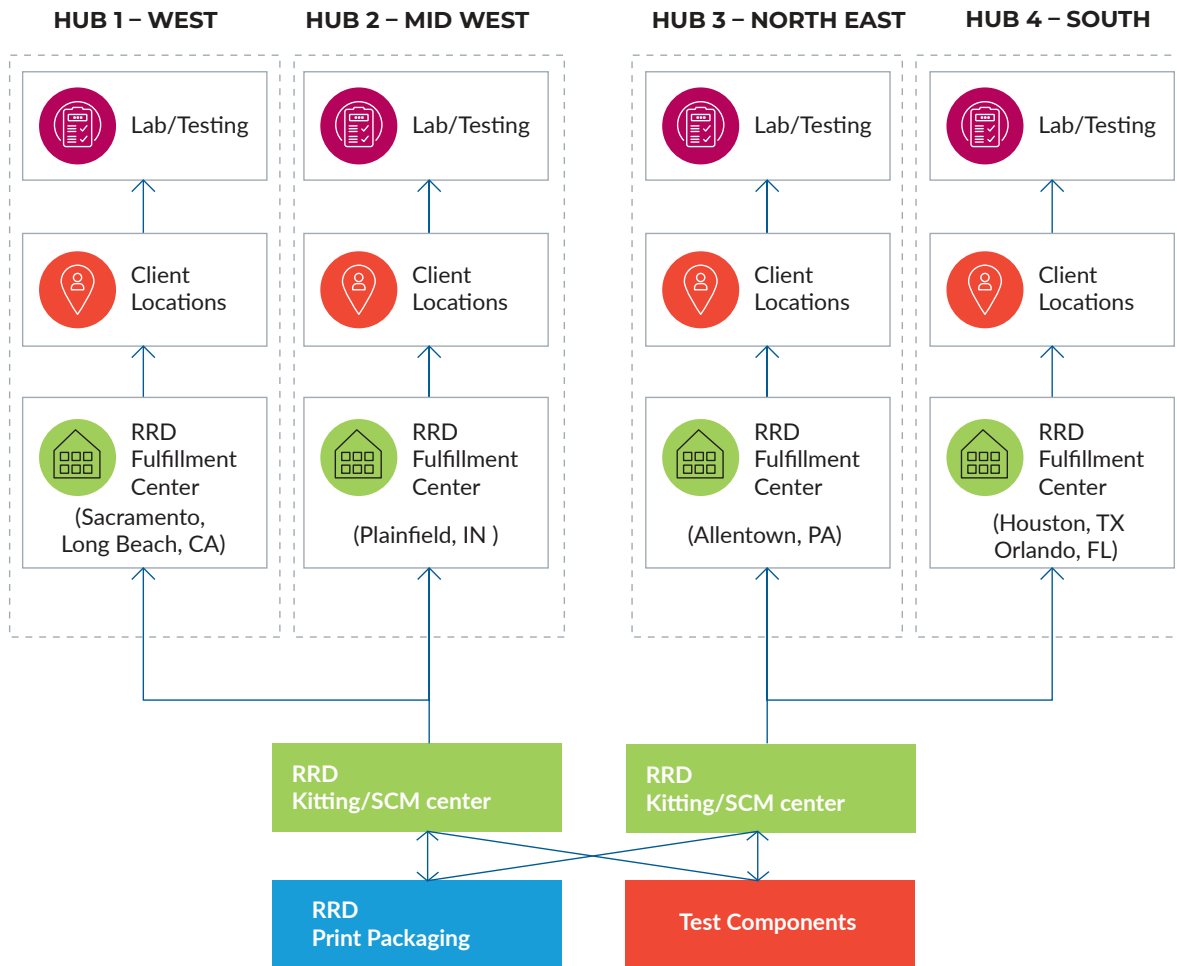 HUB 1 – WEST
HUB 2 – MID WEST
HUB 3 – NORTH EAST
HUB 4 – SOUTH
Lab/Testing
Lab/Testing
Lab/Testing
Lab/Testing
Client
Locations
Client
Locations
Client
Locations
Client
Locations
RRD
Fulfillment
Center
(Sacramento,
Long Beach, CA)
RRD
Fulfillment
Center
(Plainfield, IN )
RRD
Fulfillment
Center
(Allentown, PA)
RRD
Fulfillment
Center
(Houston, TX
Orlando, FL)
RRD
Kitting/SCM center
RRD
Kitting/SCM center
RRD
Print Packaging
Test Components